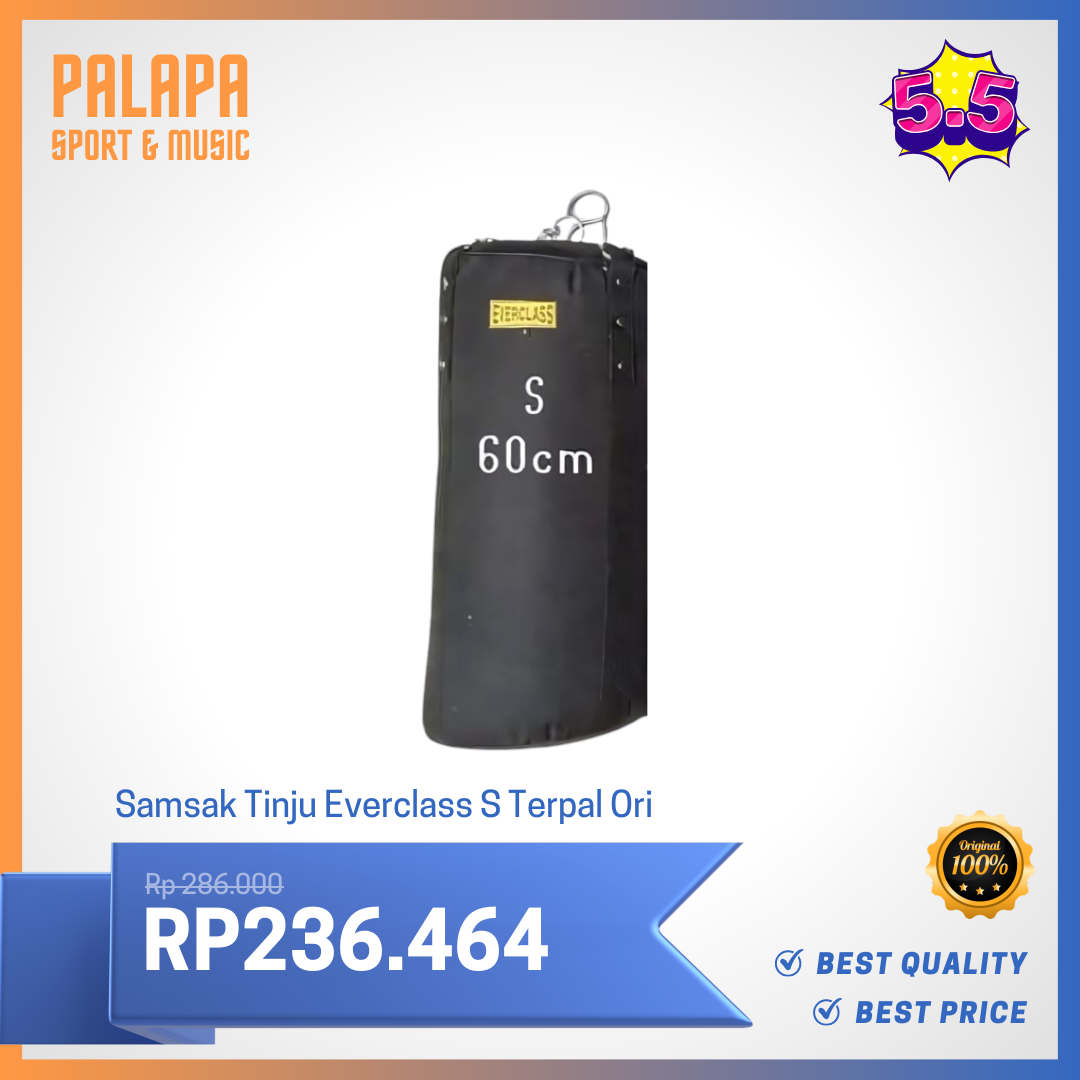 PALAPA
SPORT & MUSIC
5.5
EVERCLASS
S
60cm
Samsak Tinju Everclass S Terpal Ori
Rp 286.000
RP236.464
Original
100%
BEST QUALITY
BEST PRICE